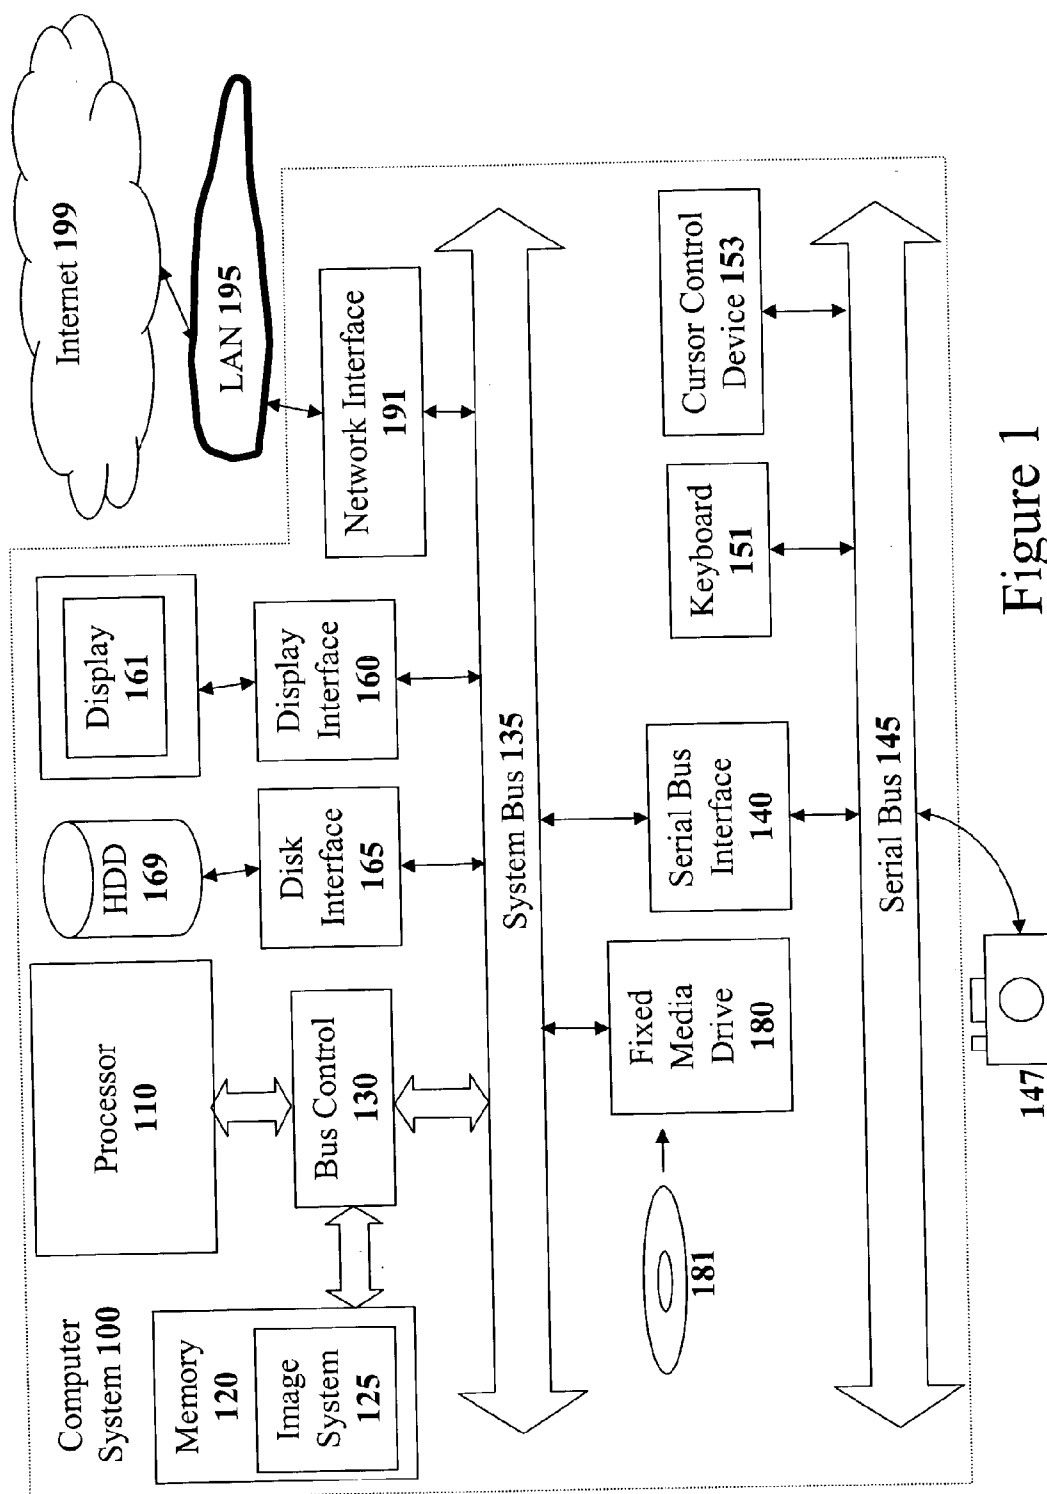 Computer
System 100
Memory
120
Image
System
125
Processor
110
Bus Control
130
HDD
169
Disk
Interface
165
Display
161
Display
Interface
160
Internet 199
LAN 195
Network Interface
191
System Bus 135
181
Fixed
Media
Drive
180
Serial Bus
Interface
140
Keyboard
151
Cursor Control
Device 153
Serial Bus 145
147
Figure 1